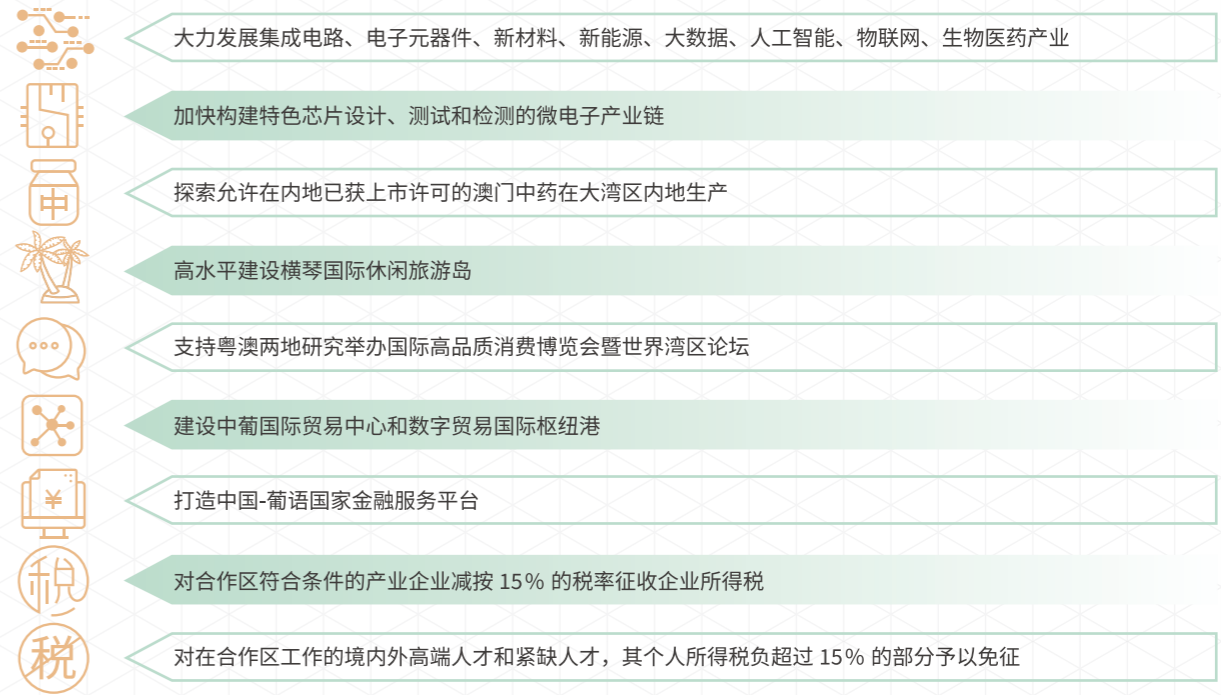 大力发展集成电路、电子元器件、新材料、新能源、大数据、人工智能、物联网、生物医药产业
加快构建特色芯片设计、测试和检测的微电子产业链
中
探索允许在内地已获上市许可的澳门中药在大湾区内地生产
高水平建设横琴国际休闲旅游岛
支持粤澳两地研究举办国际高品质消费博览会暨世界湾区论坛
建设中葡国际贸易中心和数字贸易国际枢纽港
¥
打造中国-葡语国家金融服务平台
税
对合作区符合条件的产业企业减按 15% 的税率征收企业所得税
税
对在合作区工作的境内外高端人才和紧缺人才，其个人所得税负超过 15% 的部分予以免征